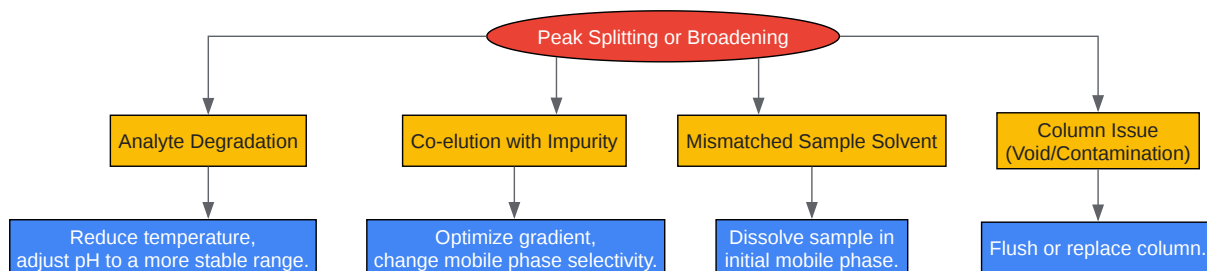 Peak Splitting or Broadening
Analyte Degradation
Co-elution with Impurity
Mismatched Sample Solvent
Column Issue
(Void/Contamination)
Reduce temperature,
adjust pH to a more stable range.
Optimize gradient,
change mobile phase selectivity.
Dissolve sample in
initial mobile phase.
Flush or replace column.